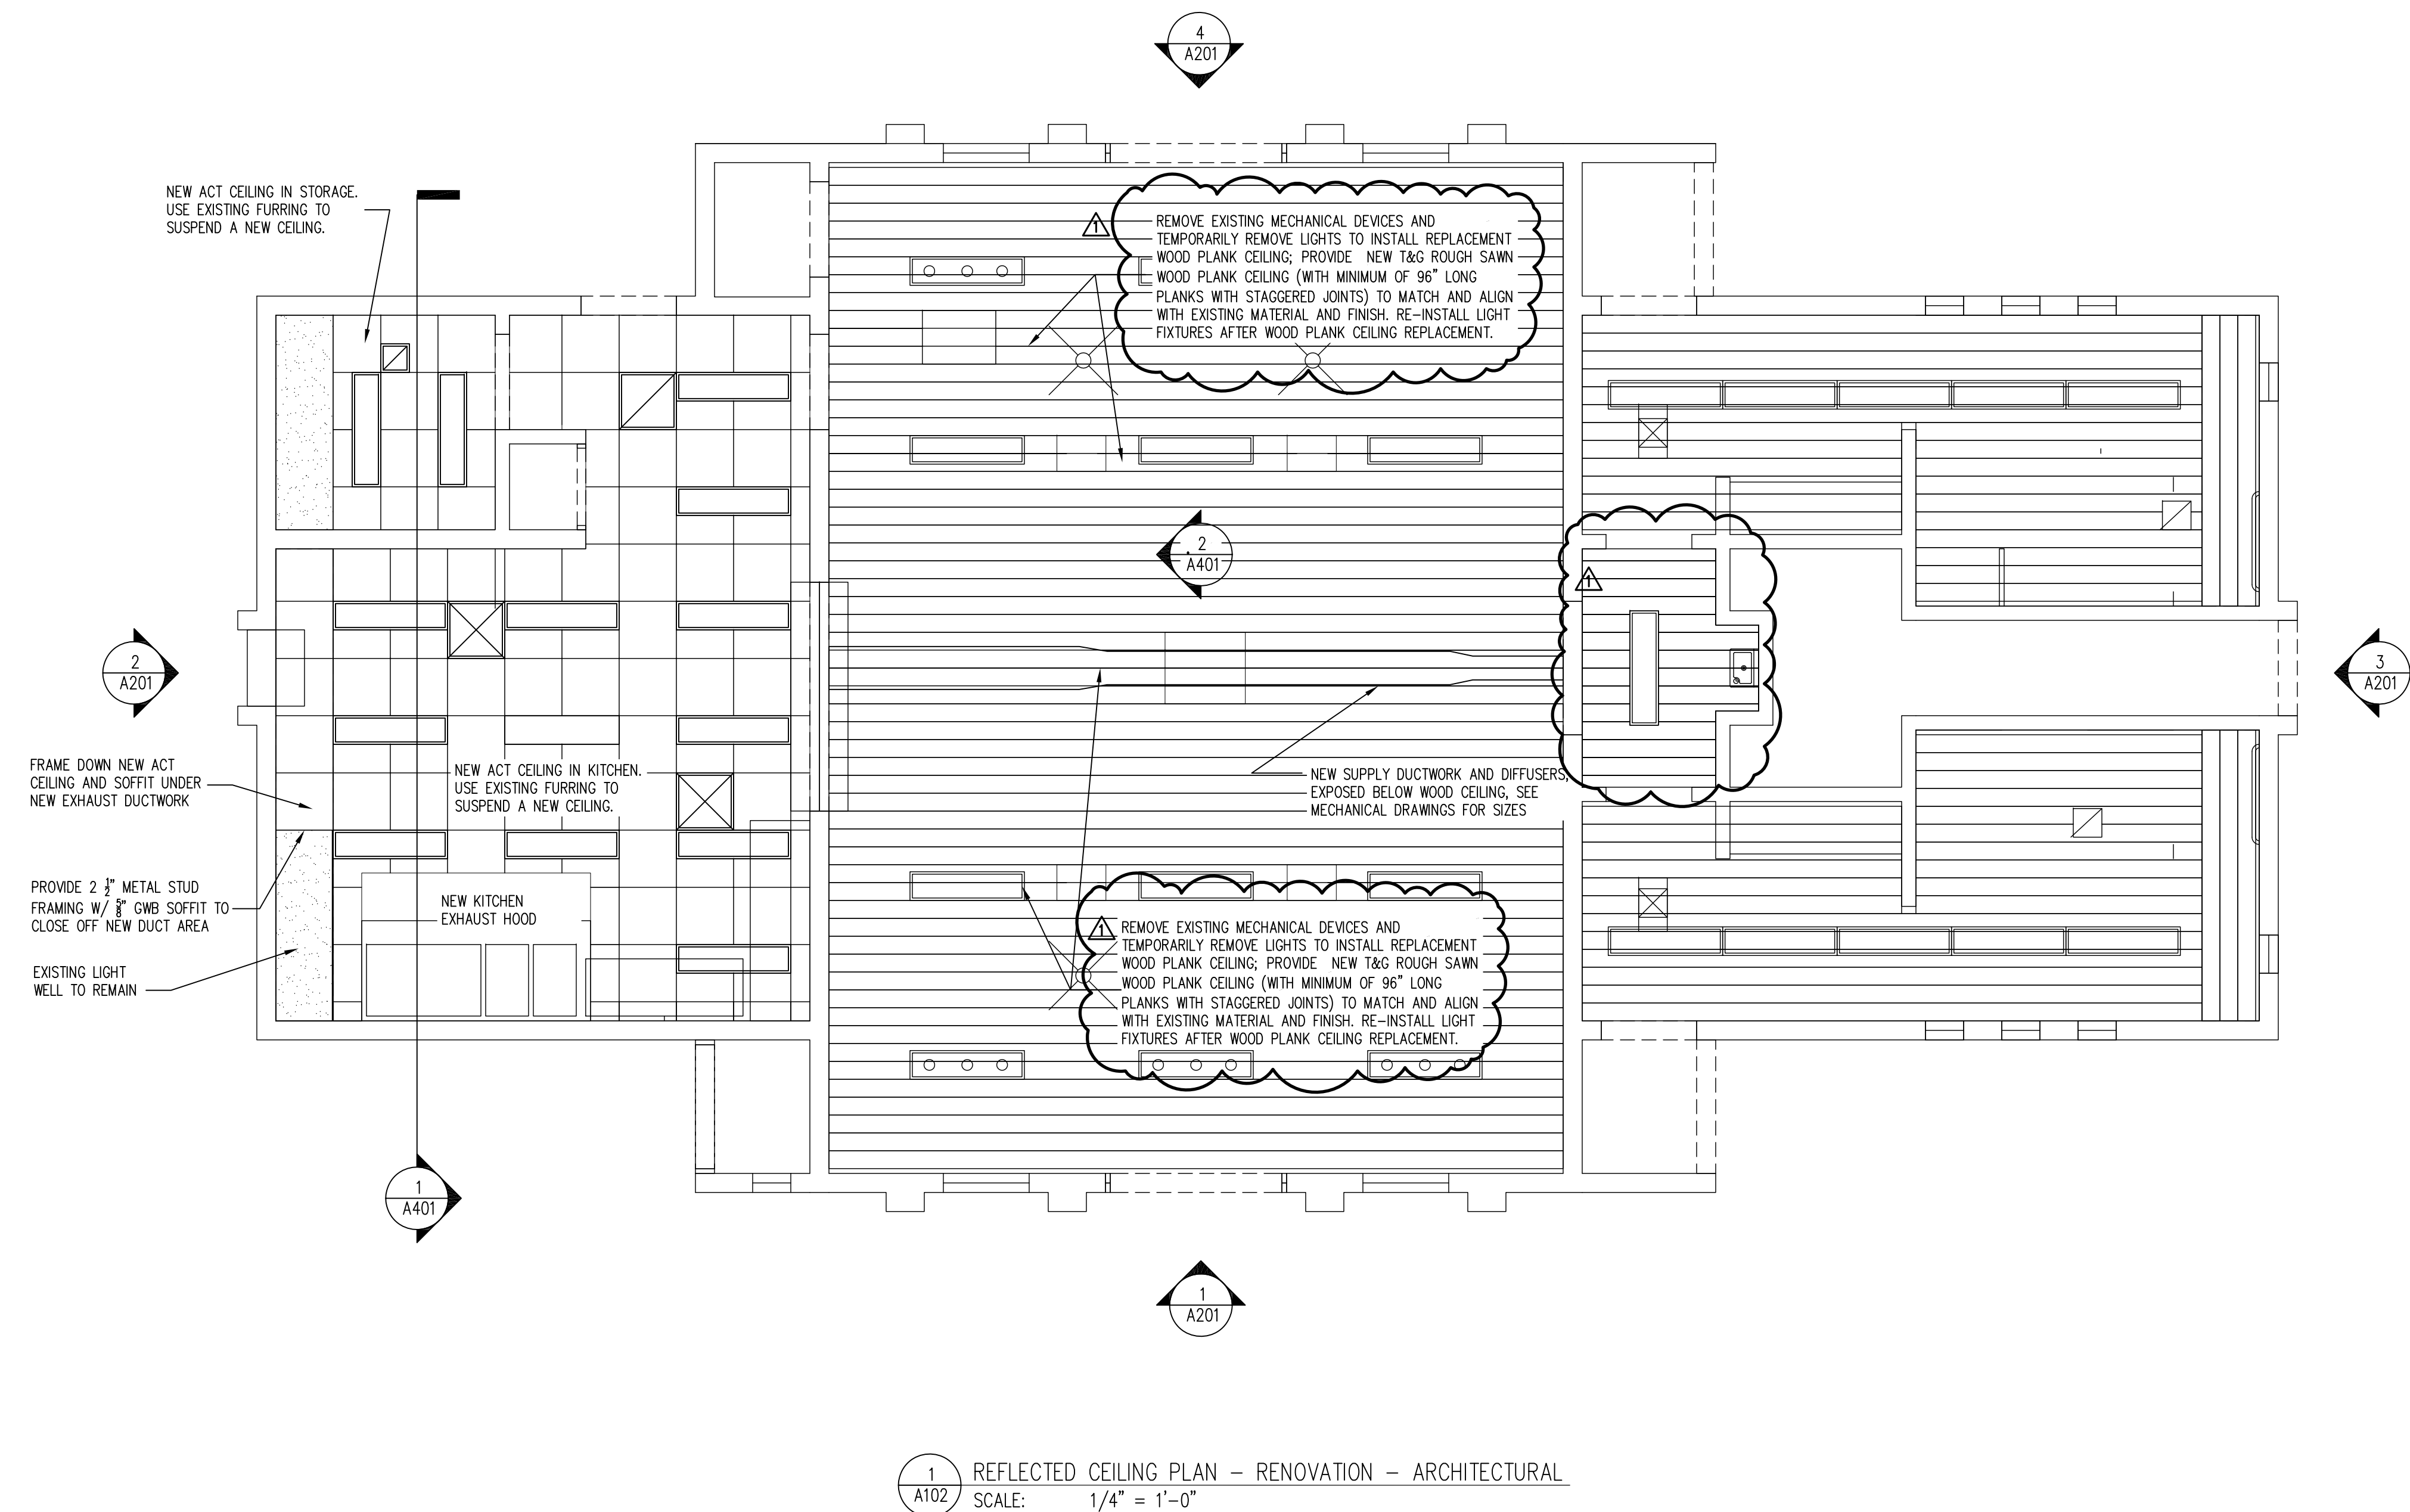 4
A201
NEW ACT CEILING IN STORAGE.
USE EXISTING FURRING TO
SUSPEND A NEW CEILING.
1
REMOVE EXISTING MECHANICAL DEVICES AND
TEMPORARILY REMOVE LIGHTS TO INSTALL REPLACEMENT
WOOD PLANK CEILING; PROVIDE NEW T&G ROUGH SAWN
WOOD PLANK CEILING (WITH MINIMUM OF 96" LONG
PLANKS WITH STAGGERED JOINTS) TO MATCH AND ALIGN
WITH EXISTING MATERIAL AND FINISH. RE-INSTALL LIGHT
FIXTURES AFTER WOOD PLANK CEILING REPLACEMENT.
2
A401
1
2
A201
3
A201
FRAME DOWN NEW ACT
CEILING AND SOFFIT UNDER
NEW EXHAUST DUCTWORK
NEW ACT CEILING IN KITCHEN.
USE EXISTING FURRING TO
SUSPEND A NEW CEILING.
NEW SUPPLY DUCTWORK AND DIFFUSERS,
EXPOSED BELOW WOOD CEILING, SEE
MECHANICAL DRAWINGS FOR SIZES
PROVIDE 2 1/2" METAL STUD
FRAMING W/ 5/8" GWB SOFFIT TO
CLOSE OFF NEW DUCT AREA
NEW KITCHEN
EXHAUST HOOD
1
REMOVE EXISTING MECHANICAL DEVICES AND
TEMPORARILY REMOVE LIGHTS TO INSTALL REPLACEMENT
WOOD PLANK CEILING; PROVIDE NEW T&G ROUGH SAWN
WOOD PLANK CEILING (WITH MINIMUM OF 96" LONG
PLANKS WITH STAGGERED JOINTS) TO MATCH AND ALIGN
WITH EXISTING MATERIAL AND FINISH. RE-INSTALL LIGHT
FIXTURES AFTER WOOD PLANK CEILING REPLACEMENT.
EXISTING LIGHT
WELL TO REMAIN
1
A401
1
A201
1
A102
REFLECTED CEILING PLAN - RENOVATION - ARCHITECTURAL
SCALE: 1/4" = 1'-0"